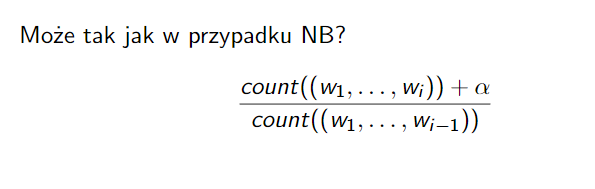 Może tak jak w przypadku NB?
count((w₁, . . . , wᵢ)) + α
count((w₁, . . . , wᵢ₋₁))